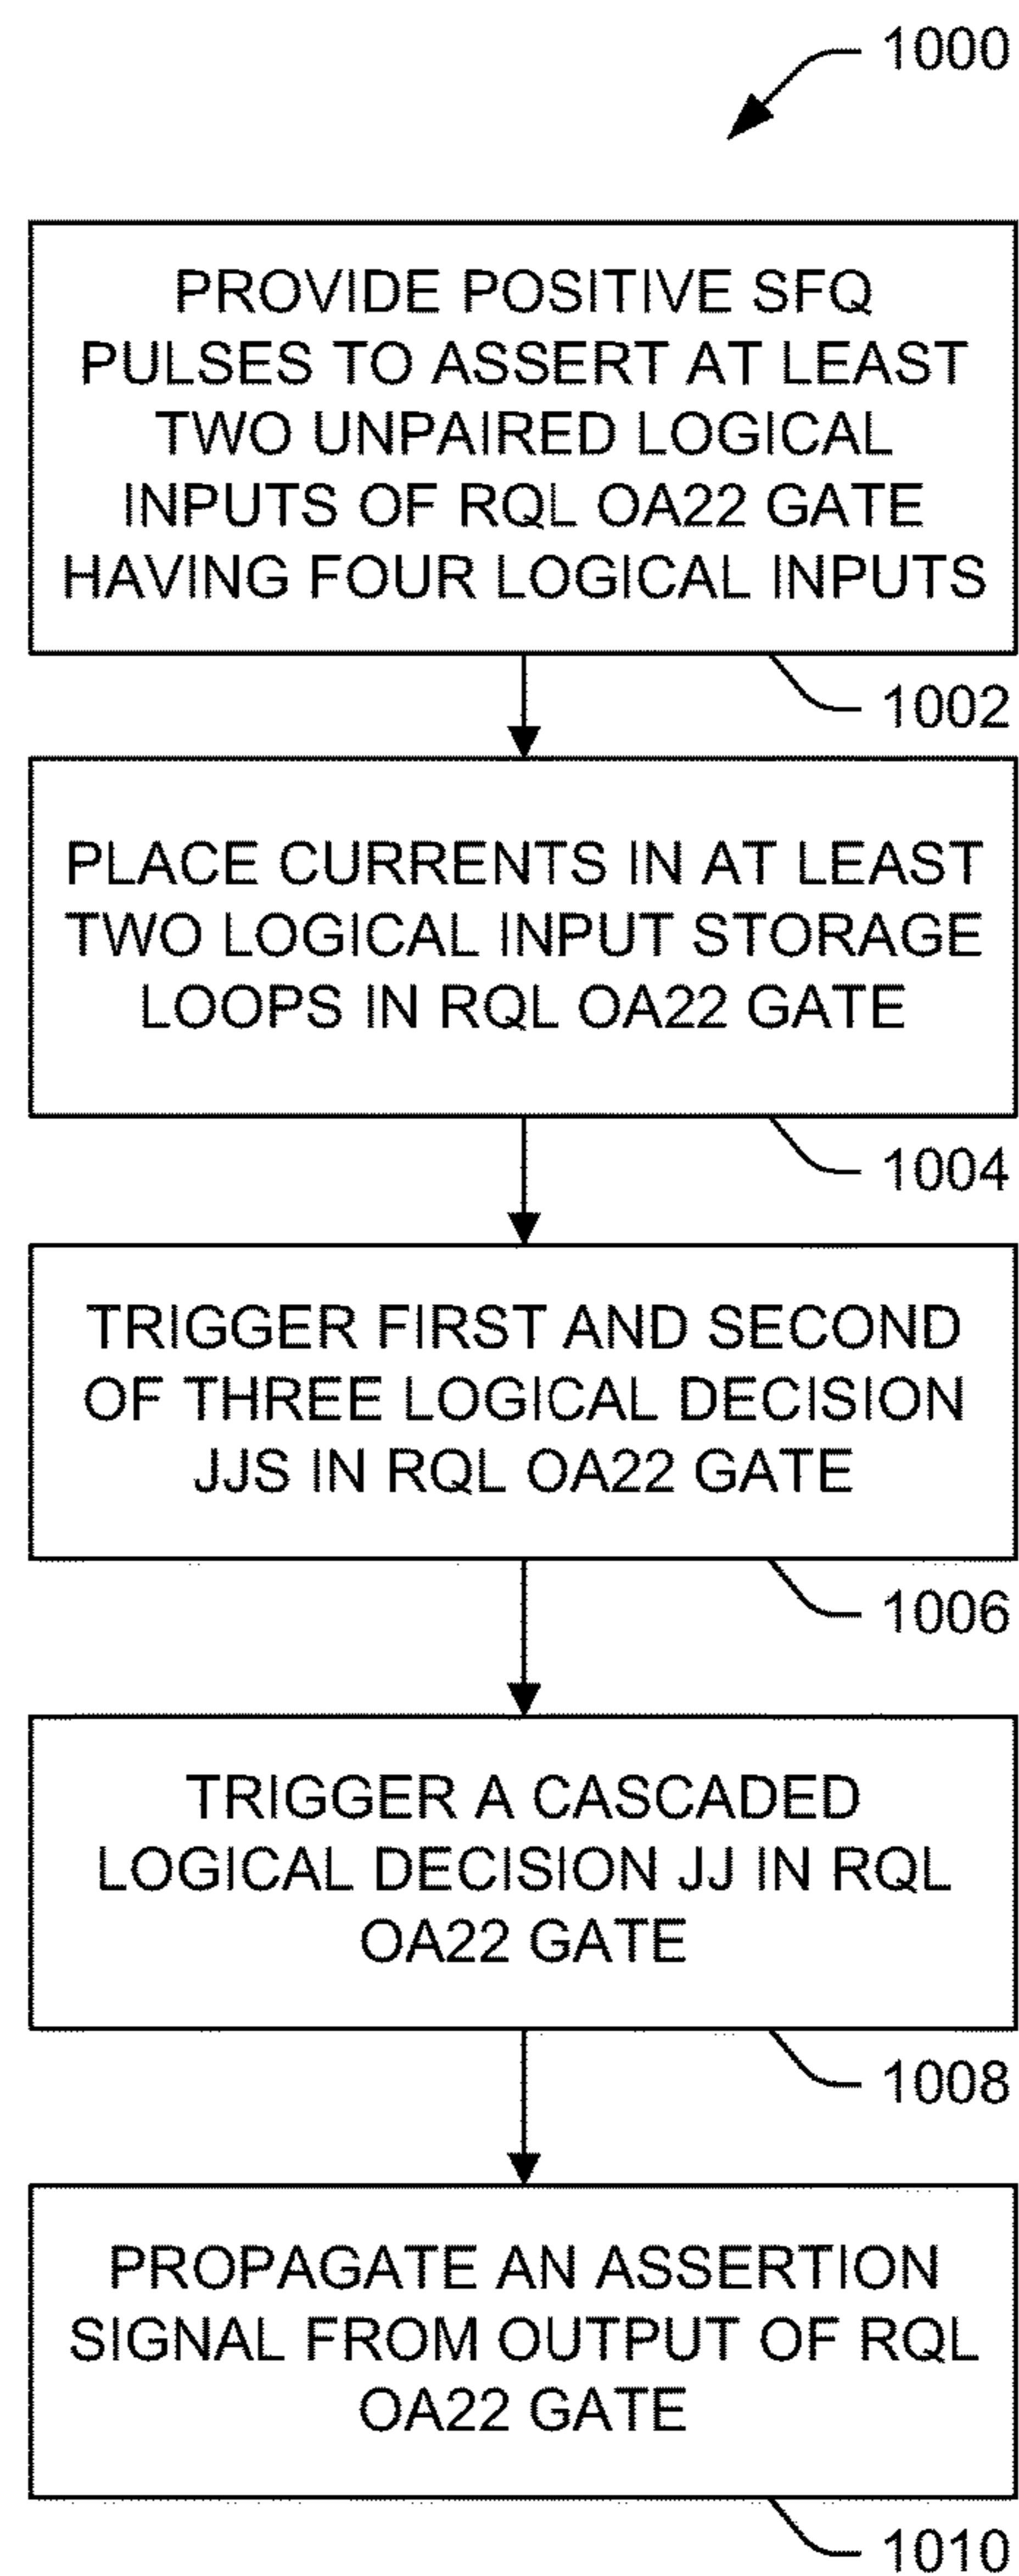 1000
PROVIDE POSITIVE SFQ
PULSES TO ASSERT AT LEAST
TWO UNPAIRED LOGICAL
INPUTS OF RQL OA22 GATE
HAVING FOUR LOGICAL INPUTS
1002
PLACE CURRENTS IN AT LEAST
TWO LOGICAL INPUT STORAGE
LOOPS IN RQL OA22 GATE
1004
TRIGGER FIRST AND SECOND
OF THREE LOGICAL DECISION
JJS IN RQL OA22 GATE
1006
TRIGGER A CASCADED
LOGICAL DECISION JJ IN RQL
OA22 GATE
1008
PROPAGATE AN ASSERTION
SIGNAL FROM OUTPUT OF RQL
OA22 GATE
1010